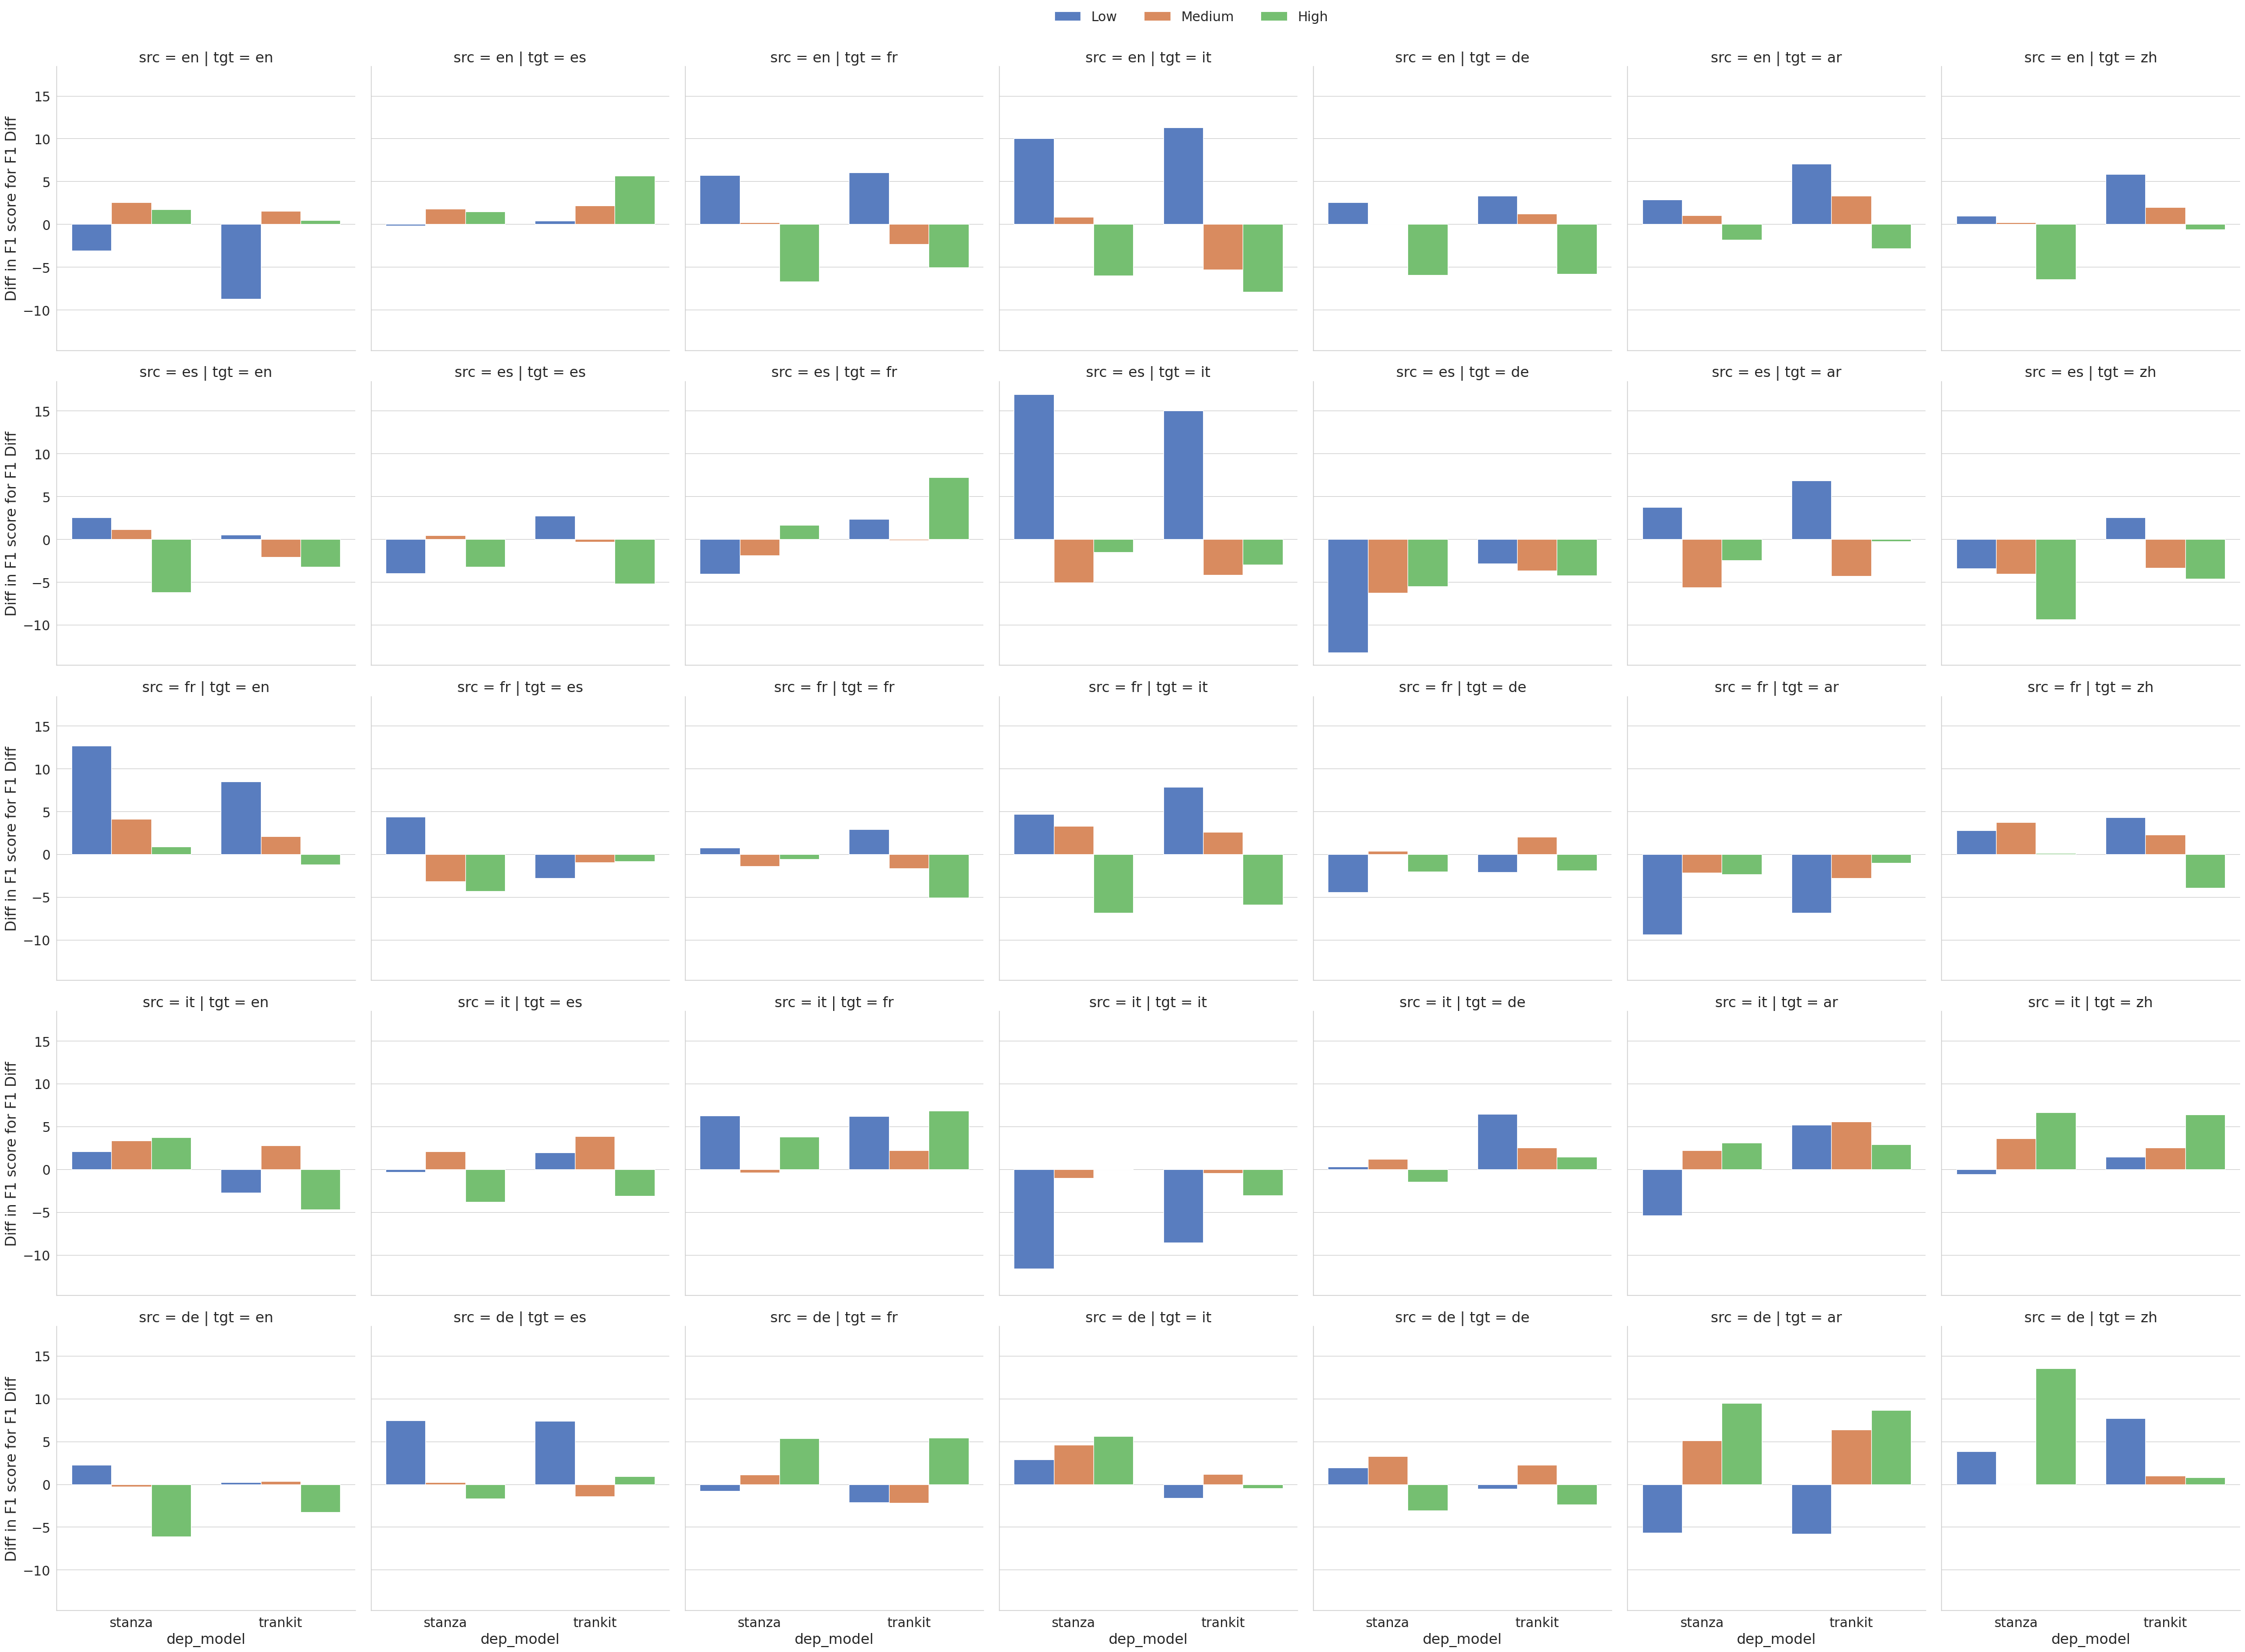 Low Medium High
src = en | tgt = en src = en | tgt = es src = en | tgt = fr src = en | tgt = it src = en | tgt = de src = en | tgt = ar src = en | tgt = zh
15
10
5
0
−5
−10
Diff in F1 score for F1 Diff
src = es | tgt = en src = es | tgt = es src = es | tgt = fr src = es | tgt = it src = es | tgt = de src = es | tgt = ar src = es | tgt = zh
15
10
5
0
−5
−10
Diff in F1 score for F1 Diff
src = fr | tgt = en src = fr | tgt = es src = fr | tgt = fr src = fr | tgt = it src = fr | tgt = de src = fr | tgt = ar src = fr | tgt = zh
15
10
5
0
−5
−10
Diff in F1 score for F1 Diff
src = it | tgt = en src = it | tgt = es src = it | tgt = fr src = it | tgt = it src = it | tgt = de src = it | tgt = ar src = it | tgt = zh
15
10
5
0
−5
−10
Diff in F1 score for F1 Diff
src = de | tgt = en src = de | tgt = es src = de | tgt = fr src = de | tgt = it src = de | tgt = de src = de | tgt = ar src = de | tgt = zh
15
10
5
0
−5
−10
Diff in F1 score for F1 Diff
stanza trankit stanza trankit stanza trankit stanza trankit stanza trankit stanza trankit stanza trankit
dep_model dep_model dep_model dep_model dep_model dep_model dep_model